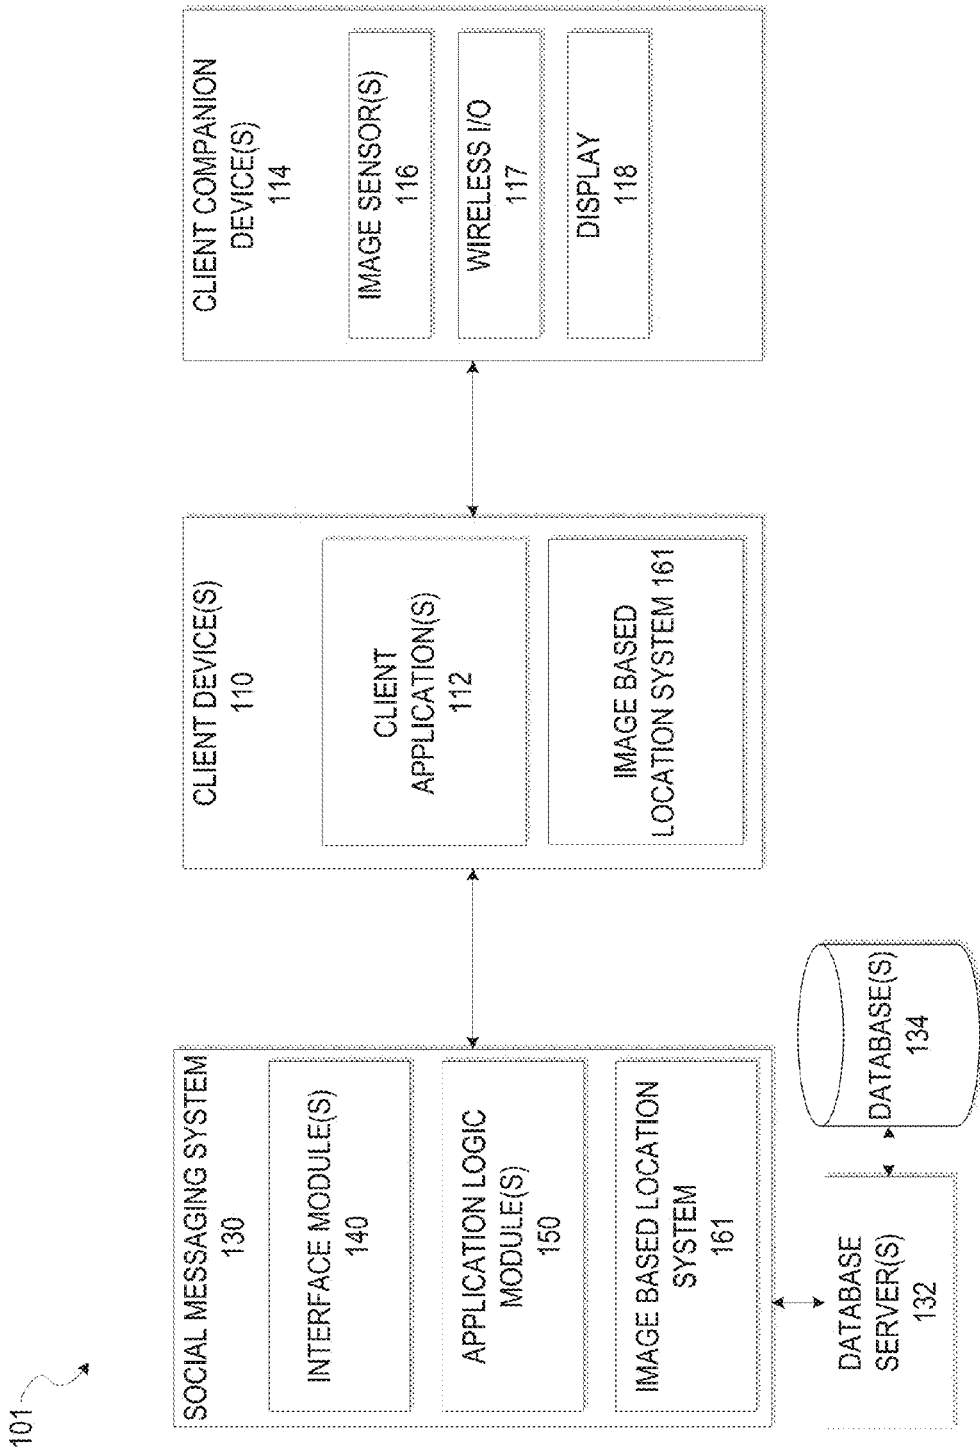 101
SOCIAL MESSAGING SYSTEM
130
INTERFACE MODULE(S)
140
APPLICATION LOGIC
MODULE(S)
150
IMAGE BASED LOCATION
SYSTEM
161
DATABASE
SERVER(S)
132
DATABASE(S)
134
CLIENT DEVICE(S)
110
CLIENT
APPLICATION(S)
112
IMAGE BASED
LOCATION SYSTEM 161
CLIENT COMPANION
DEVICE(S)
114
IMAGE SENSOR(S)
116
WIRELESS I/O
117
DISPLAY
118